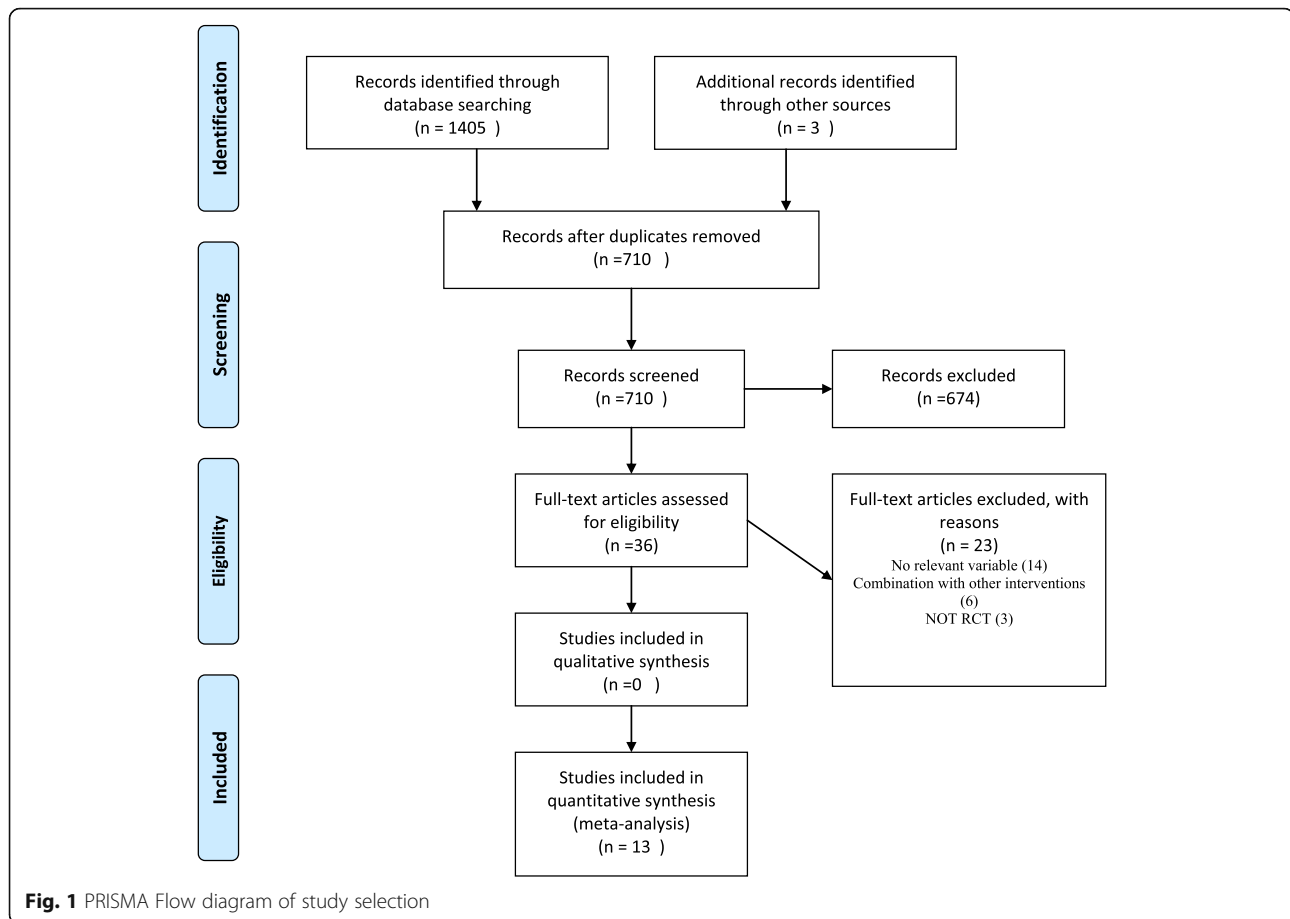 Identification
Records identified through
database searching
(n = 1405 )
Additional records identified
through other sources
(n = 3 )
Records after duplicates removed
(n =710 )
Screening
Records screened
(n =710 )
Records excluded
(n =674)
Eligibility
Full-text articles assessed
for eligibility
(n =36)
Full-text articles excluded, with
reasons
(n = 23)
No relevant variable (14)
Combination with other interventions
(6)
NOT RCT (3)
Studies included in
qualitative synthesis
(n =0 )
Included
Studies included in
quantitative synthesis
(meta-analysis)
(n = 13 )
Fig. 1 PRISMA Flow diagram of study selection